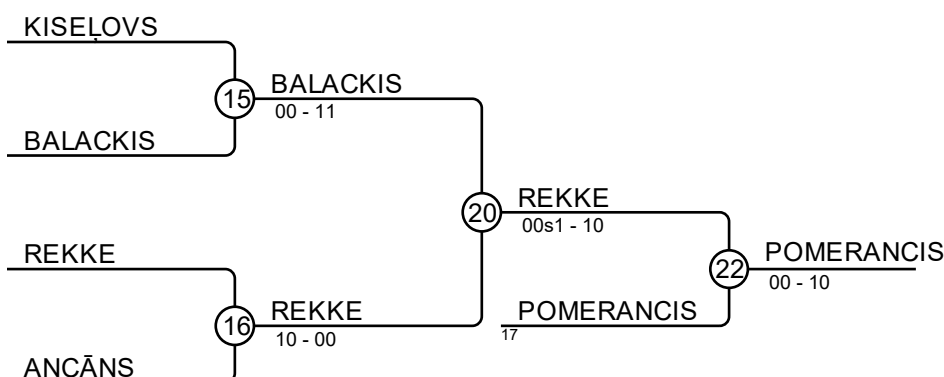 KISEĻOVS
15
BALACKIS
00 - 11
BALACKIS
20
REKKE
00s1 - 10
REKKE
22
POMERANCIS
00 - 10
16
REKKE
10 - 00
POMERANCIS
17
ANCĀNS